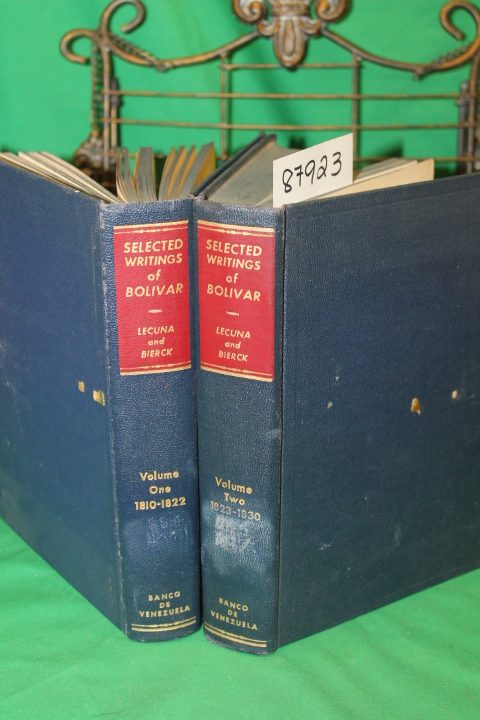 87923
SELECTED
WRITINGS
of
BOLIVAR
LECUNA
and
BIERCK
Volume
One
1810-1822
BANCO
DE
VENEZUELA
SELECTED
WRITINGS
of
BOLIVAR
LECUNA
and
BIERCK
Volume
Two
1823-1830
BANCO
DE
VENEZUELA